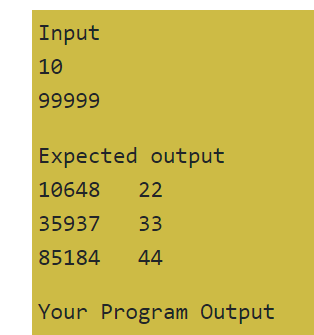 Input
10
99999
Expected output
10648 22
35937 33
85184 44
Your Program Output